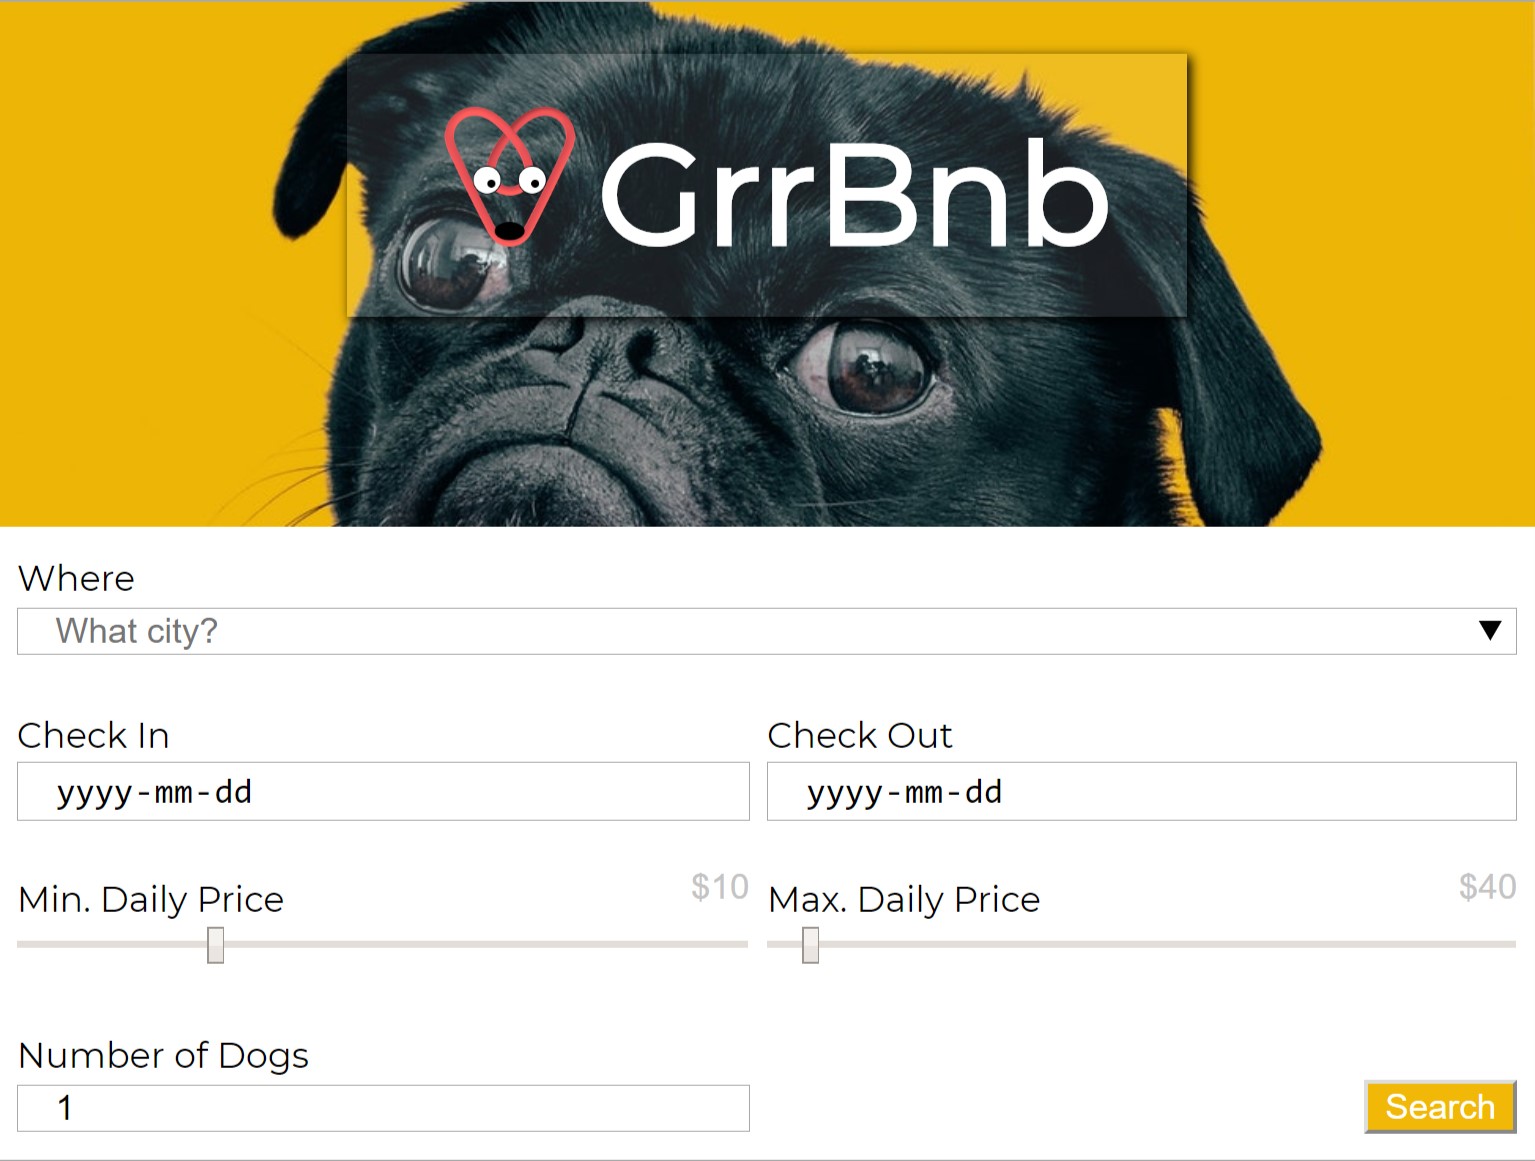 GrrBnb
Where
What city?
Check In
Check Out
yyyy-mm-dd
yyyy-mm-dd
Min. Daily Price
$10
Max. Daily Price
$40
Number of Dogs
1
Search